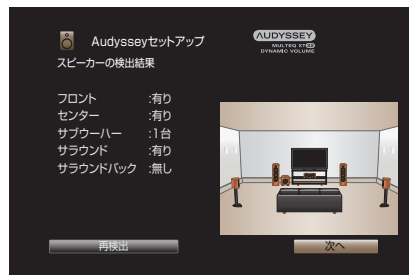 Audysseyセットアップ
AUDYSSEY
MULTEQ XT32
DYNAMIC VOLUME
スピーカーの検出結果
フロント :有り
センター :有り
サブウーハー :1台
サラウンド :有り
サラウンドバック :無し
再検出
次へ